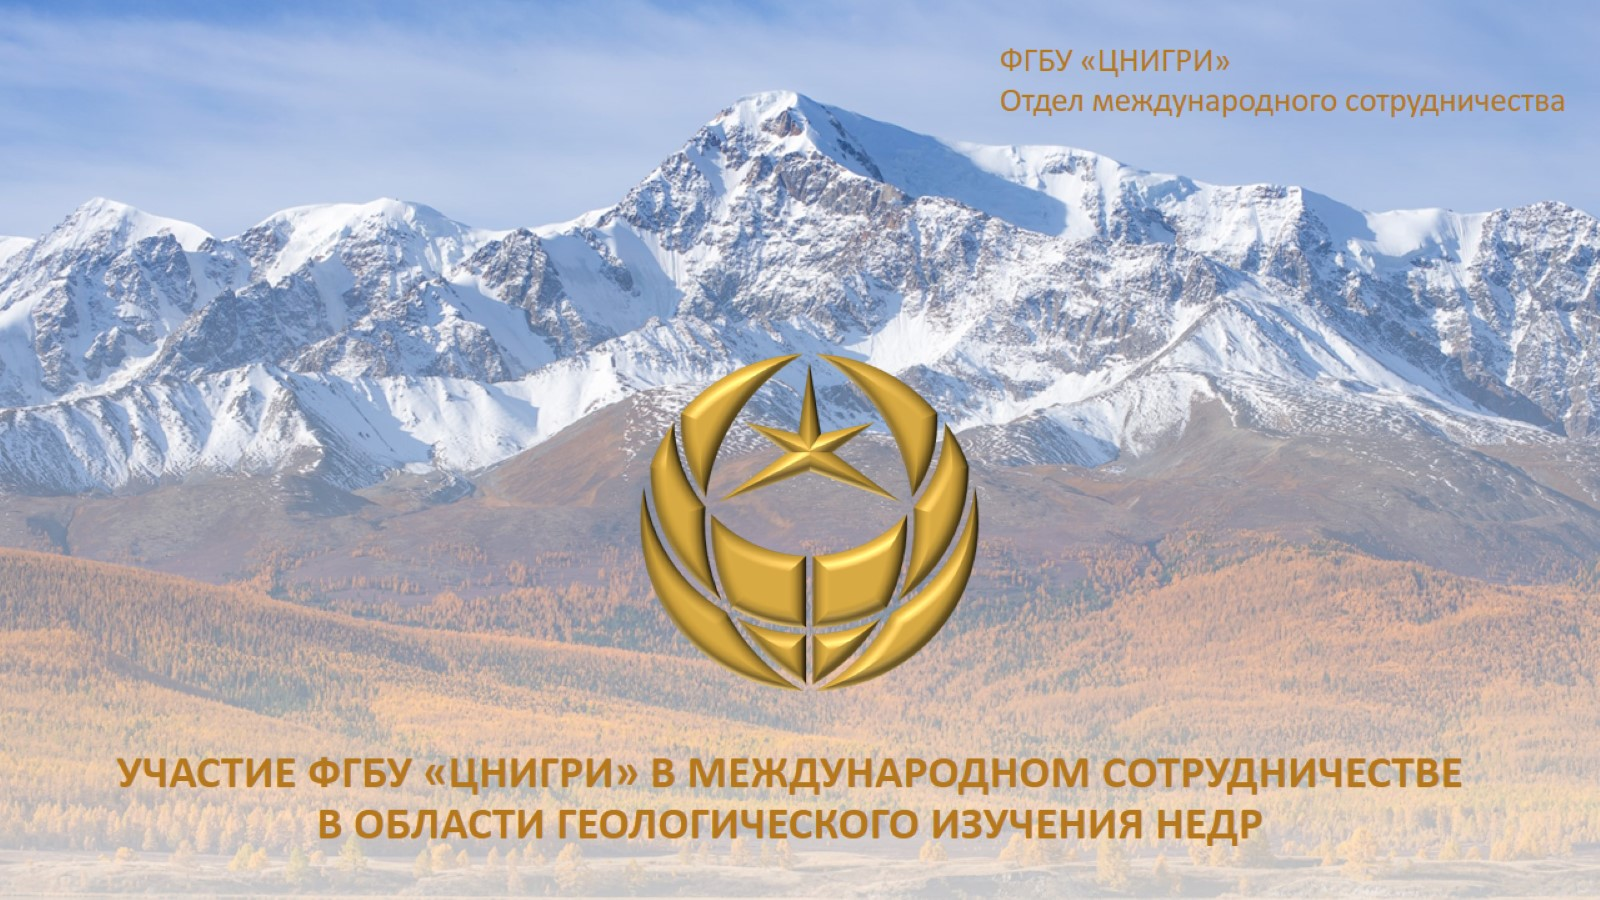 ФГБУ «ЦНИГРИ»
Отдел международного сотрудничества
УЧАСТИЕ ФГБУ «ЦНИГРИ» В МЕЖДУНАРОДНОМ СОТРУДНИЧЕСТВЕ
В ОБЛАСТИ ГЕОЛОГИЧЕСКОГО ИЗУЧЕНИЯ НЕДР